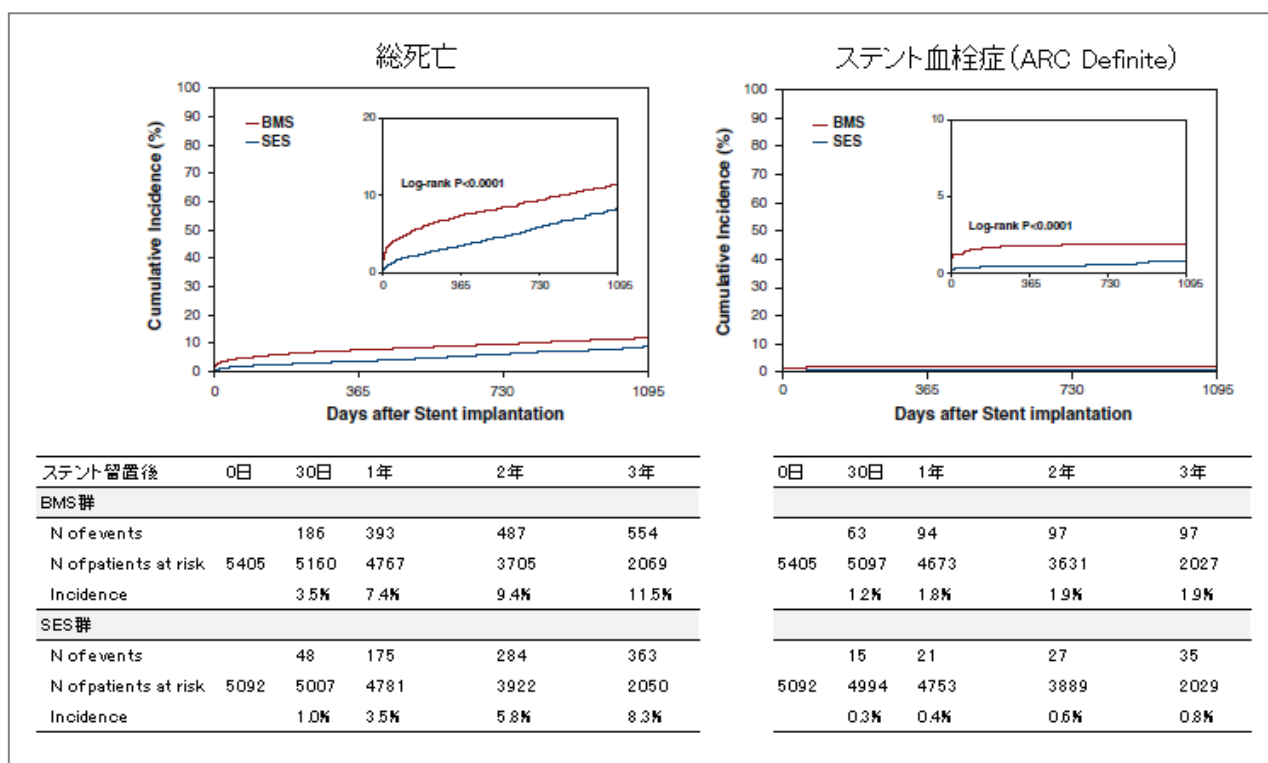 総死亡
100
90
80
70
60
50
40
30
20
10
0
Cumulative Incidence (%)
BMS
SES
20
10
0
Log-rank P<0.0001
0 365 730 1095
0 365 730 1095
Days after Stent implantation
ステント血栓症(ARC Definite)
100
90
80
70
60
50
40
30
20
10
0
Cumulative Incidence (%)
BMS
SES
10
5
0
Log-rank P<0.0001
0 365 730 1095
0 365 730 1095
Days after Stent implantation
ステント留置後 0日 30日 1年 2年 3年 0日 30日 1年 2年 3年
BMS群
N of events 186 393 487 554 63 94 97 97
N of patients at risk 5405 5160 4767 3705 2069 5405 5097 4673 3631 2027
Incidence 3.5% 7.4% 9.4% 11.5% 1.2% 1.8% 1.9% 1.9%
SES群
N of events 48 175 284 363 15 21 27 35
N of patients at risk 5092 5007 4781 3922 2050 5092 4994 4753 3889 2029
Incidence 1.0% 3.5% 5.8% 8.3% 0.3% 0.4% 0.6% 0.8%